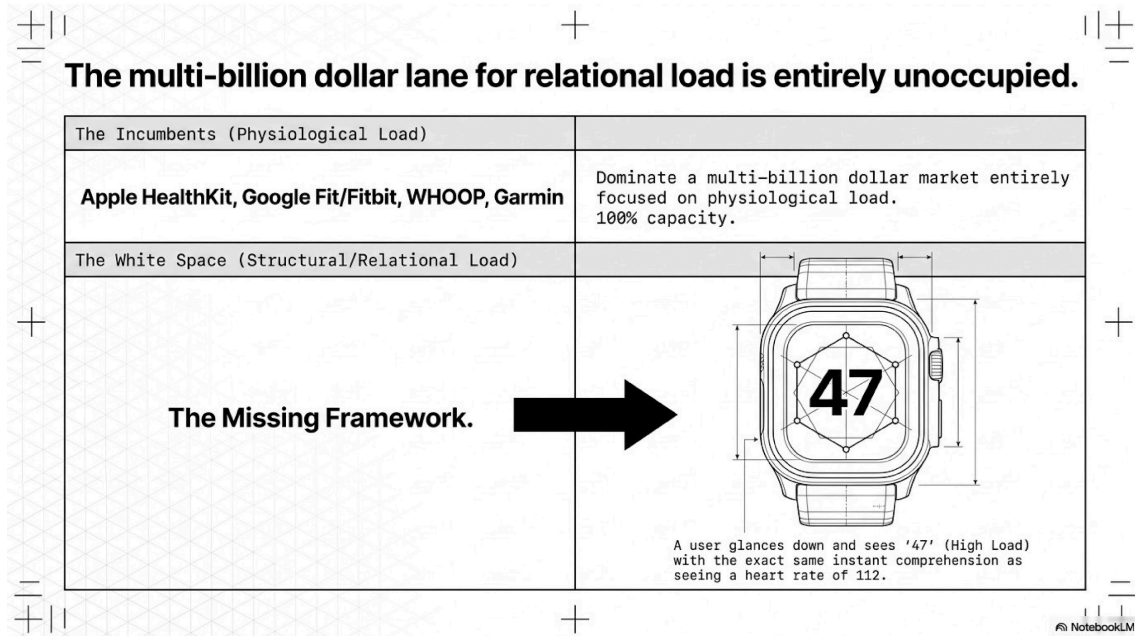 The multi-billion dollar lane for relational load is entirely unoccupied.
The Incumbents (Physiological Load)
Apple HealthKit, Google Fit/Fitbit, WHOOP, Garmin
Dominate a multi-billion dollar market entirely
focused on physiological load.
100% capacity.
The White Space (Structural/Relational Load)
The Missing Framework.
47
A user glances down and sees ‘47’ (High Load)
with the exact same instant comprehension as
seeing a heart rate of 112.
NotebookLM